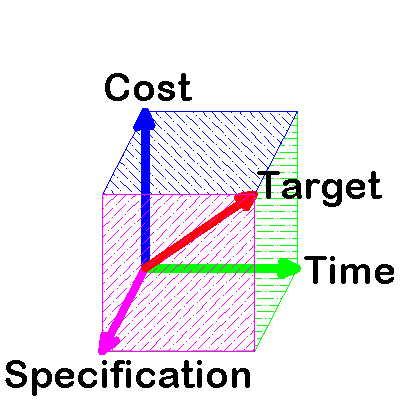 Cost
Target
Time
Specification